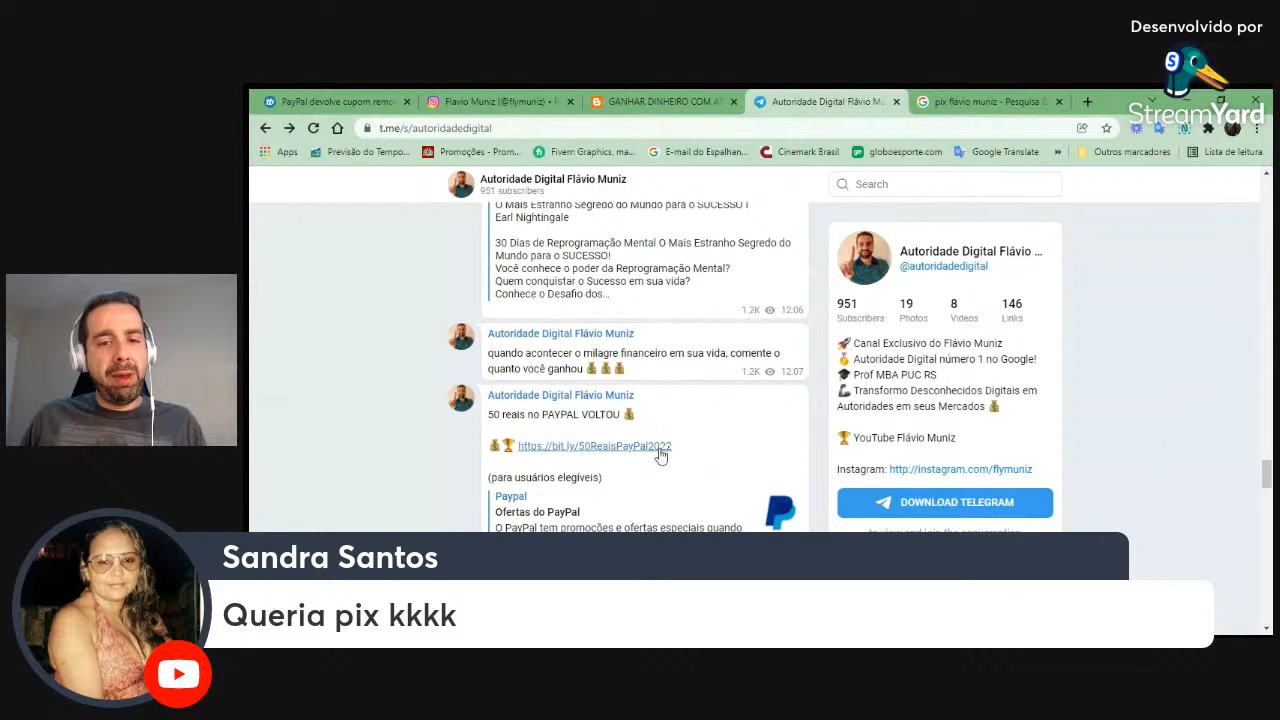 Desenvolvido por
StreamYard
PayPal devolve cupom remo
Flavio Muniz (@flymuniz) •
GANHAR DINHEIRO COM
Autoridade Digital Flávio Mu
pix flavio muniz - Pesquisa
t.me/s/autoridadedigital
Apps
Previsão do Tempo...
Promoções - Prom...
Fiverr: Graphics, ma...
E-mail do Espalhan...
Cinemark Brasil
globoesporte.com
Google Translate
»
Outros marcadores
Lista de leitura
Autoridade Digital Flávio Muniz
951 subscribers
Search
O Mais Estranho Segredo do Mundo para o SUCESSO
Earl Nightingale
30 Dias de Reprogramação Mental O Mais Estranho Segredo do
Mundo para o SUCESSO!
Você conhece o poder da Reprogramação Mental?
Quem conquistar o Sucesso em sua vida?
Conhece o Desafio dos...
1.2K 12:06
Autoridade Digital Flávio Muniz
quando acontecer o milagre financeiro em sua vida, comente o
quanto você ganhou 💰💰💰
1.2K 12:07
Autoridade Digital Flávio Muniz
50 reais no PAYPAL VOLTOU 💰
💰🏆 https://bit.ly/50ReaisPayPal2022
(para usuários elegíveis)
Paypal
Ofertas do PayPal
O PayPal tem promoções e ofertas especiais quando
Autoridade Digital Flávio ...
@autoridadedigital
951 19 8 146
Subscribers Photos Videos Links
🚀 Canal Exclusivo do Flávio Muniz
🥇 Autoridade Digital número 1 no Google!
🎓 Prof MBA PUC RS
💪 Transformo Desconhecidos Digitais em
Autoridades em seus Mercados 💰
🏆 YouTube Flávio Muniz
Instagram: http://instagram.com/flymuniz
DOWNLOAD TELEGRAM
to view and join the conversation
Sandra Santos
Queria pix kkkk